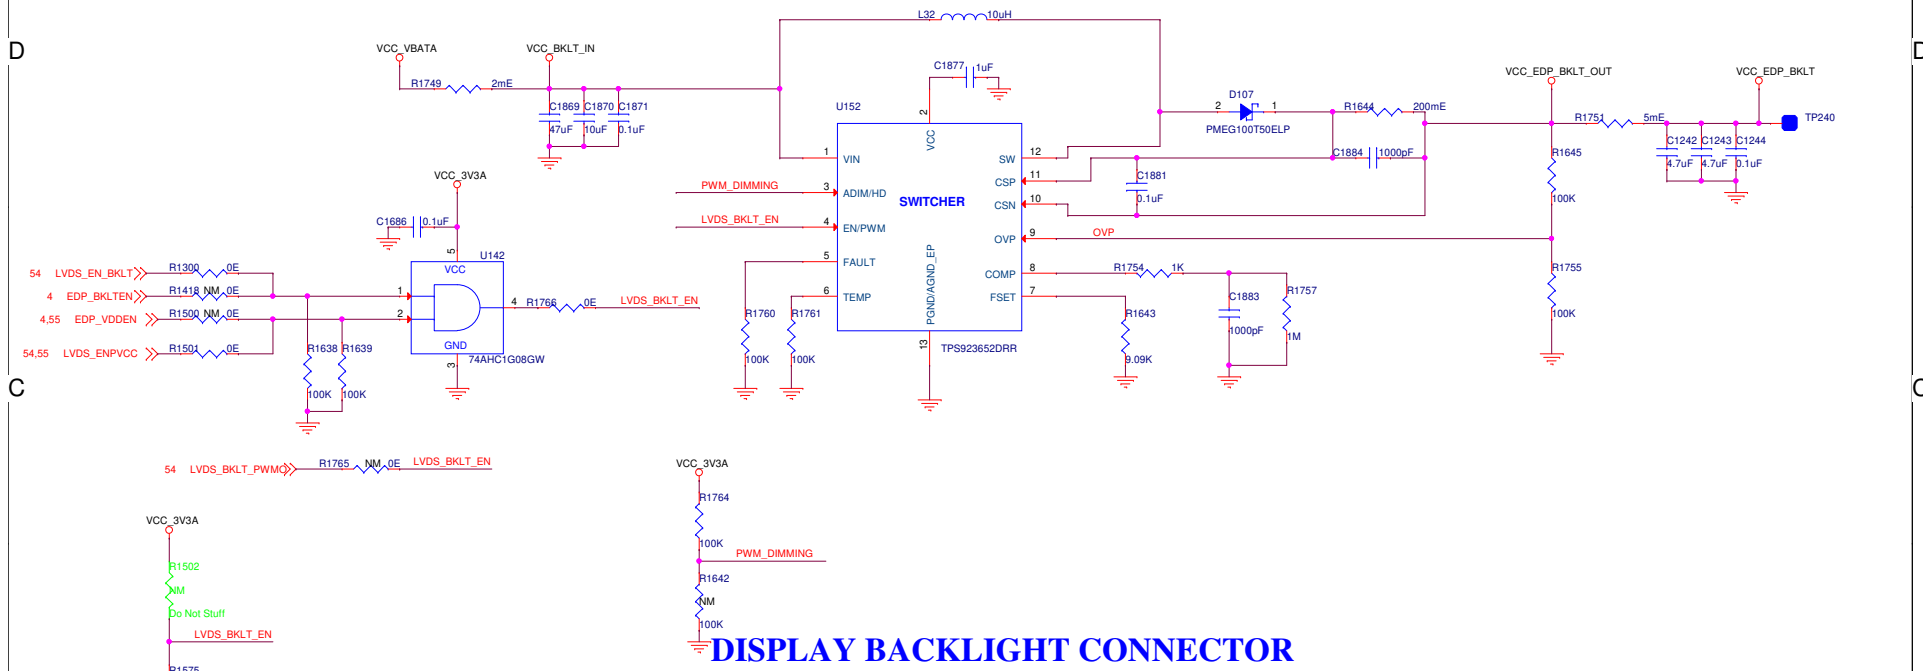 L32 10uH
D D
VCC_VBATA VCC_BKLT_IN VCC_EDP_BKLT_OUT VCC_EDP_BKLT
C1877 1uF
R1749 2mE
D107
2 1
PMEG100T50ELP
R1644 200mE
C1869 C1870 C1871
47uF 10uF 0.1uF
U152
2
VCC
R1751 5mE
TP240
C1242 C1243 C1244
4.7uF 4.7uF 0.1uF
1 VIN SW 12
C1884 1000pF
R1645
100K
VCC_3V3A
PWM_DIMMING 3 ADIM/HD CSP 11
C1881
0.1uF
SWITCHER
CSN 10
C1686 0.1uF
LVDS_BKLT_EN 4 EN/PWM
OVP 9 OVP
5
U142
VCC
5 FAULT
PGND/AGND_EP
COMP 8 R1754 1K
54 LVDS_EN_BKLT R1300 0E
4 EDP_BKLTEN R1418 NM 0E 1
4,55 EDP_VDDEN R1500 NM 0E 2
54,55 LVDS_ENPVCC R1501 0E
4 R1766 0E LVDS_BKLT_EN
6 TEMP FSET 7
R1755
100K
C1883
1000pF
R1757
1M
R1760
100K
R1761
100K
R1643
9.09K
R1638 R1639
100K 100K
GND
3
74AHC1G08GW
13
TPS923652DRR
C C
54 LVDS_BKLT_PWMO R1765 NM 0E LVDS_BKLT_EN
VCC_3V3A
R1764
100K
PWM_DIMMING
R1642
NM
100K
VCC_3V3A
R1502
NM
Do Not Stuff
LVDS_BKLT_EN
R1575
DISPLAY BACKLIGHT CONNECTOR